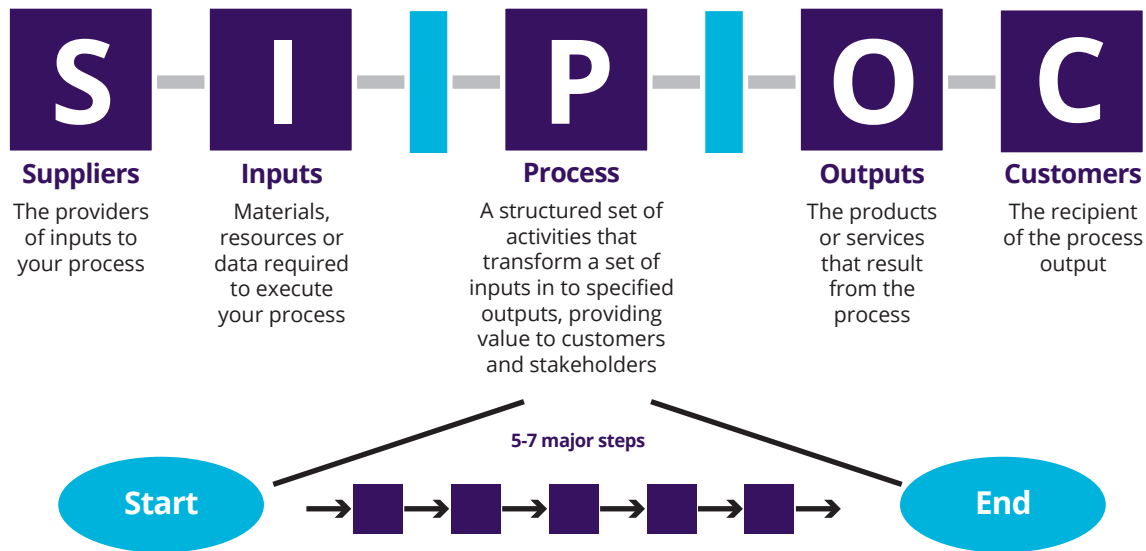 S I P O C
Suppliers
The providers
of inputs to
your process
Inputs
Materials,
resources or
data required
to execute
your process
Process
A structured set of
activities that
transform a set of
inputs in to specified
outputs, providing
value to customers
and stakeholders
Outputs
The products
or services
that result
from the
process
Customers
The recipient
of the process
output
5-7 major steps
Start
End